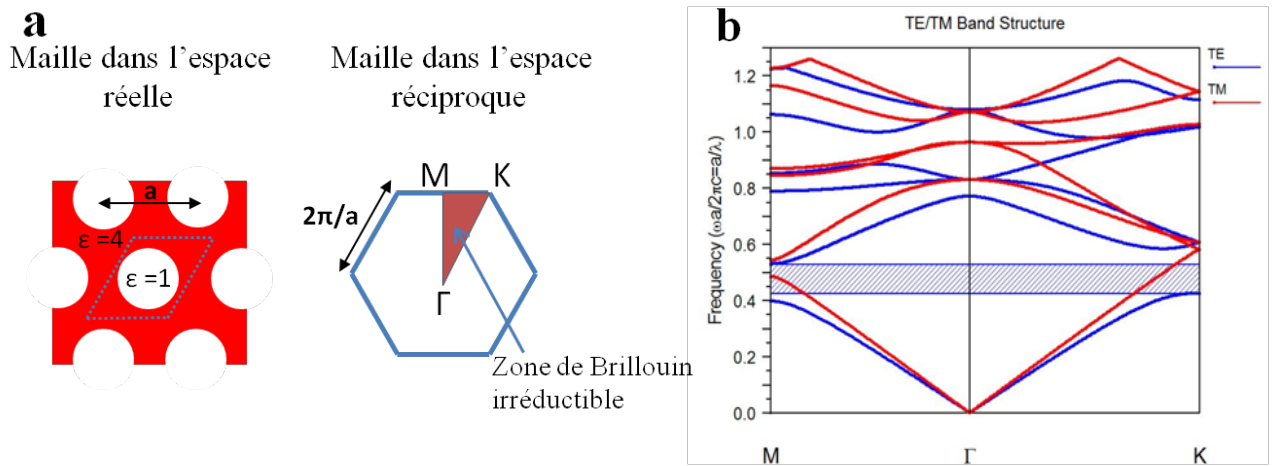 a
Maille dans l’espace
réelle
Maille dans l’espace
réciproque
a
ε =4
ε =1
M
K
2π/a
Γ
Zone de Brillouin
irréductible
b
TE/TM Band Structure
TE
TM
Frequency (ωa/2πc=a/λ)
1.2
1.0
0.8
0.6
0.4
0.2
0.0
M
Γ
K